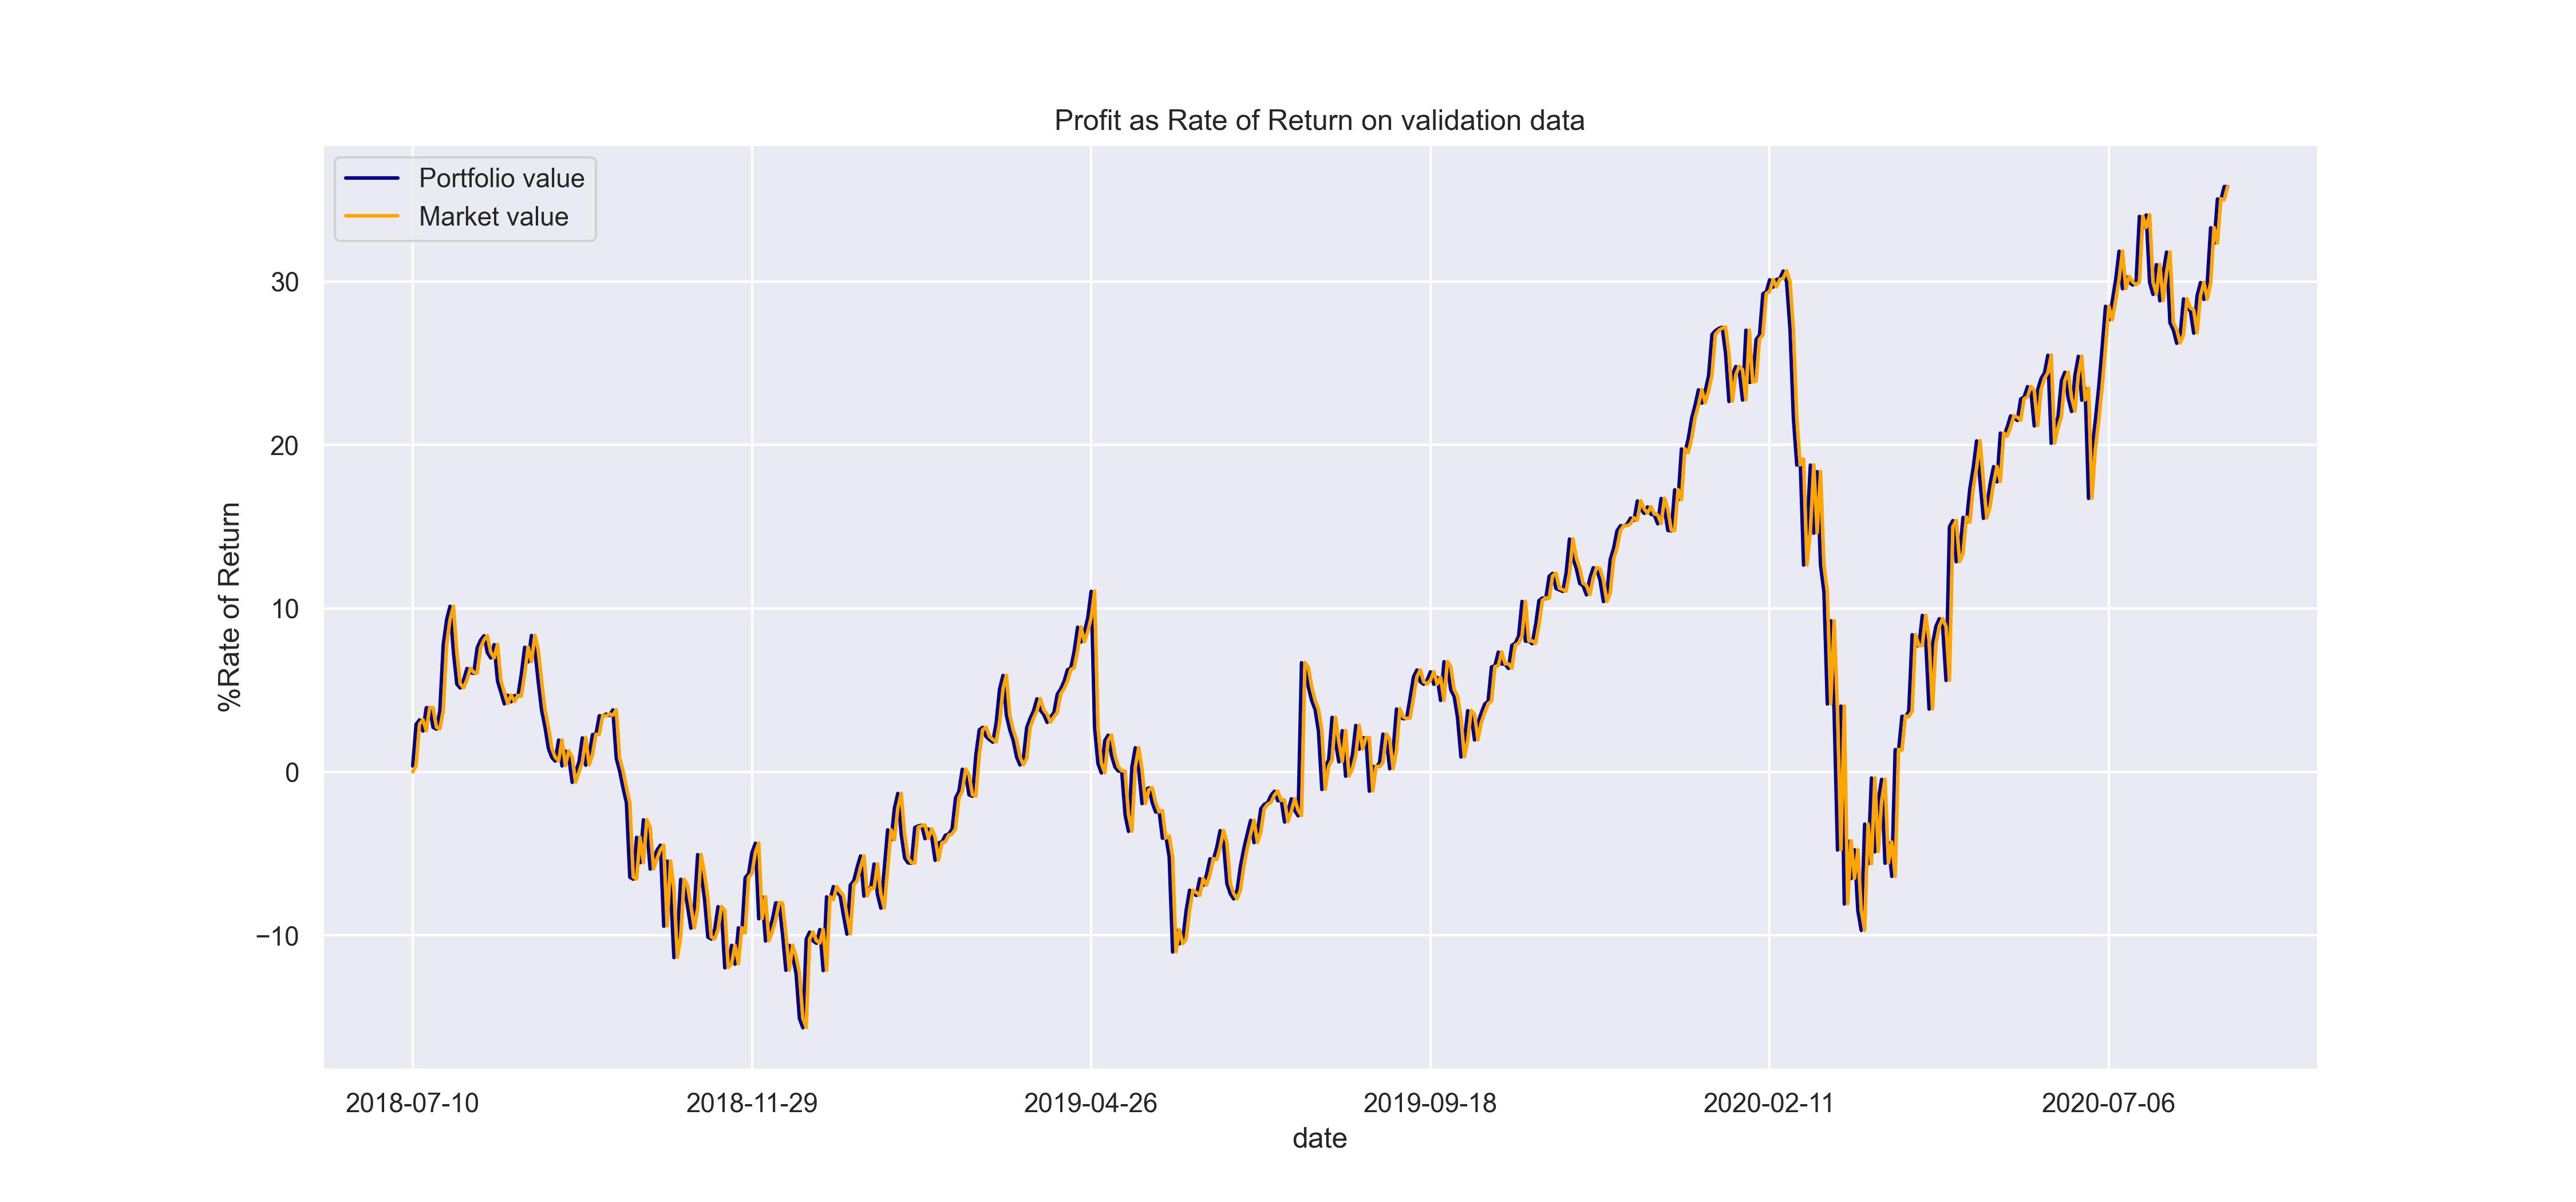 Profit as Rate of Return on validation data
Portfolio value
Market value
%Rate of Return
30
20
10
0
−10
2018-07-10 2018-11-29 2019-04-26 2019-09-18 2020-02-11 2020-07-06
date